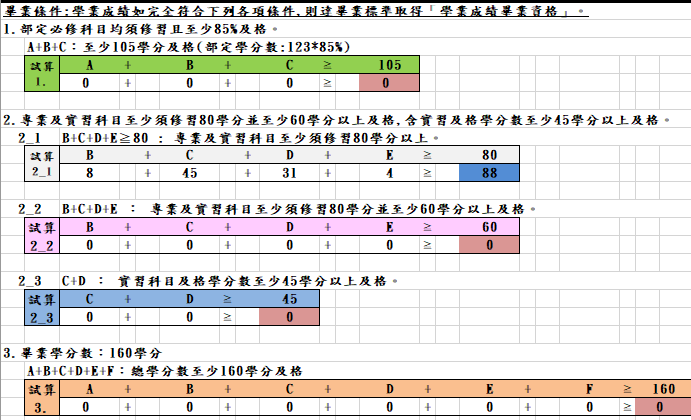 畢業條件:學業成績如完全符合下列各項條件,則達畢業標準取得「學業成績畢業資格」。
1.部定必修科目均須修習且至少85%及格。
A+B+C：至少105學分及格(部定學分數:123*85%)
試算 A + B + C ≥ 105
1. 0 + 0 + 0 ≥ 0
2.專業及實習科目至少須修習80學分並至少60學分以上及格,含實習及格學分數至少45學分以上及格。
2_1 B+C+D+E≧80 : 專業及實習科目至少須修習80學分以上。
試算 B + C + D + E ≥ 80
2_1 8 + 45 + 31 + 4 ≥ 88
2_2 B+C+D+E : 專業及實習科目至少須修習80學分並至少60學分以上及格。
試算 B + C + D + E ≥ 60
2_2 0 + 0 + 0 + 0 ≥ 0
2_3 C+D : 實習科目及格學分數至少45學分以上及格。
試算 C + D ≥ 45
2_3 0 + 0 ≥ 0
3.畢業學分數：160學分
A+B+C+D+E+F：總學分數至少160學分及格
試算 A + B + C + D + E + F ≥ 160
3. 0 + 0 + 0 + 0 + 0 + 0 ≥ 0